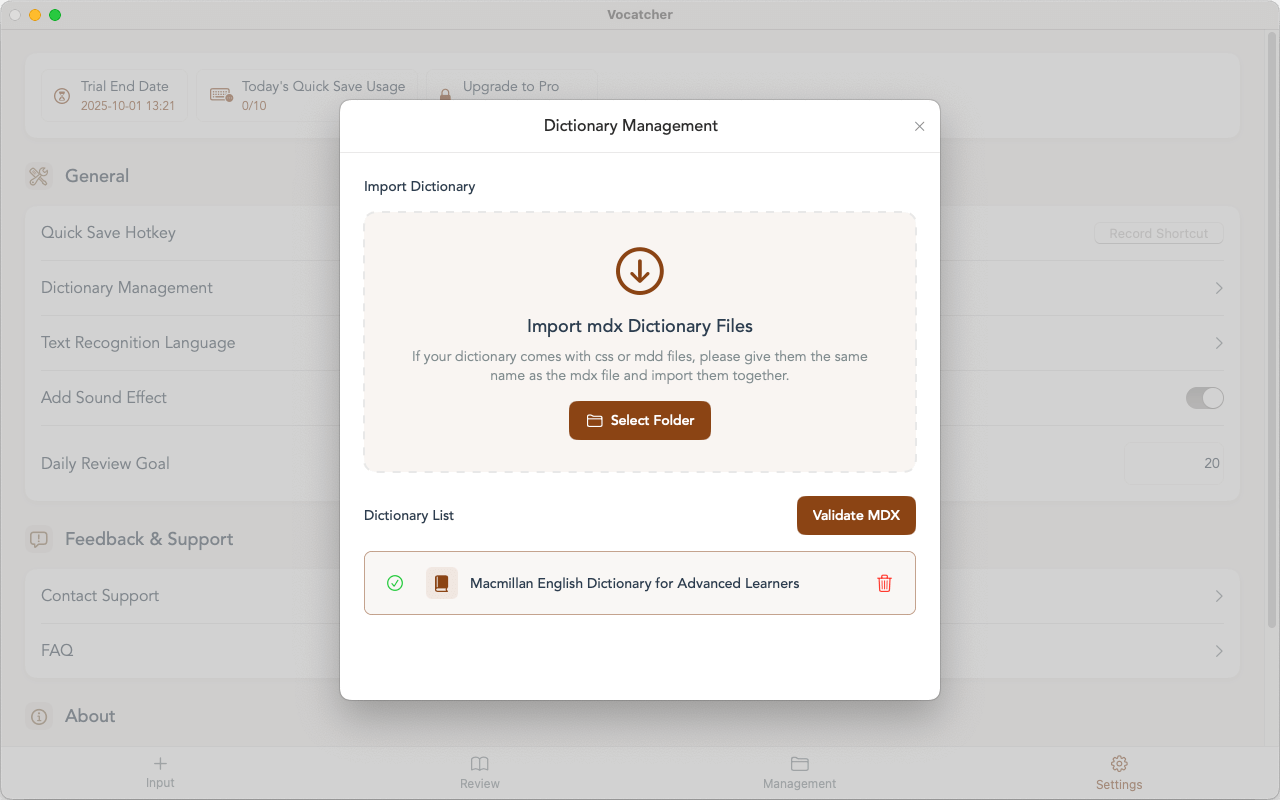 Vocatcher
Trial End Date
2025-10-01 13:21
Today's Quick Save Usage
0/10
Upgrade to Pro
Dictionary Management
General
Import Dictionary
Quick Save Hotkey
Record Shortcut
Dictionary Management
Import mdx Dictionary Files
Text Recognition Language
If your dictionary comes with css or mdd files, please give them the same
name as the mdx file and import them together.
Add Sound Effect
Select Folder
Daily Review Goal
20
Dictionary List
Validate MDX
Feedback & Support
Macmillan English Dictionary for Advanced Learners
Contact Support
FAQ
About
Input
Review
Management
Settings